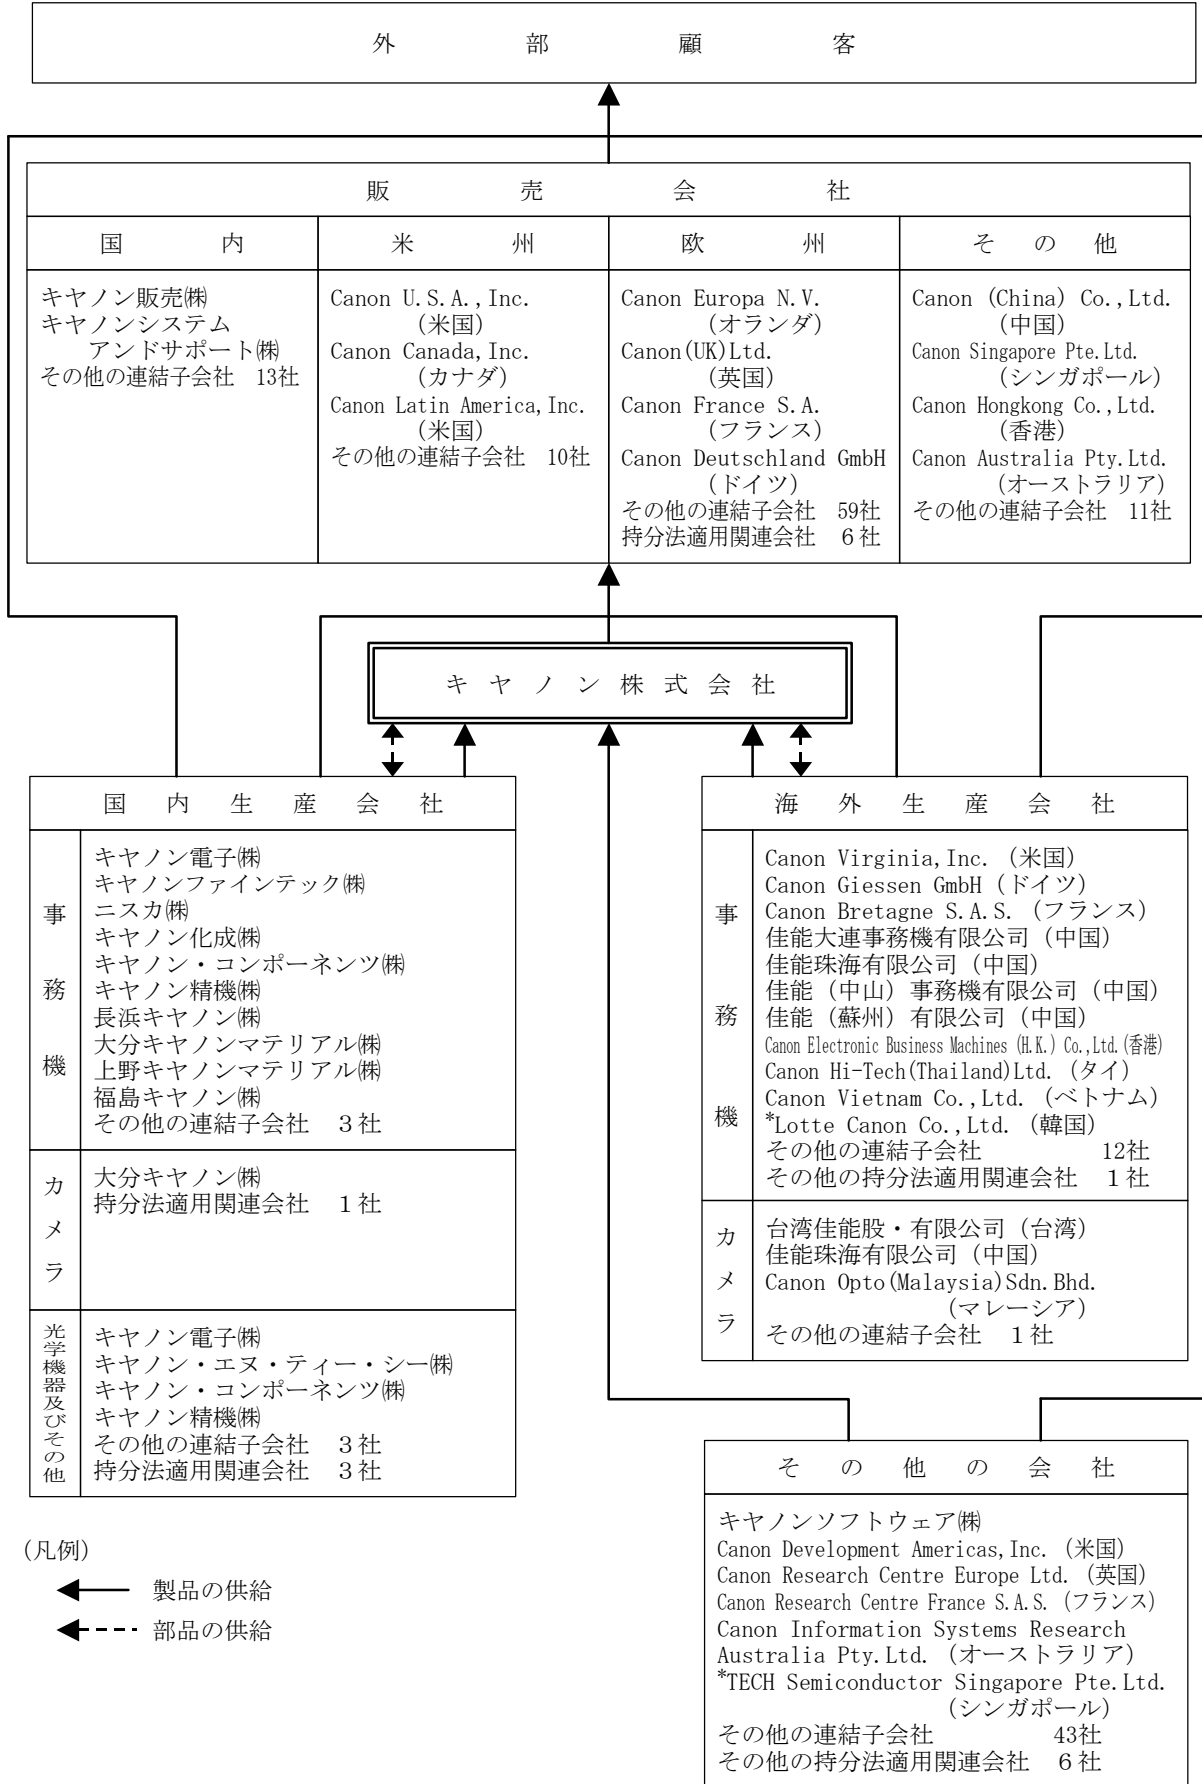 外部顧客
販売会社
国内
米州
欧州
その他
キヤノン販売㈱
キヤノンシステム
アンドサポート㈱
その他の連結子会社 13社
Canon U.S.A.,Inc.
(米国)
Canon Canada,Inc.
(カナダ)
Canon Latin America,Inc.
(米国)
その他の連結子会社 10社
Canon Europa N.V.
(オランダ)
Canon(UK)Ltd.
(英国)
Canon France S.A.
(フランス)
Canon Deutschland GmbH
(ドイツ)
その他の連結子会社 59社
持分法適用関連会社 6社
Canon (China) Co.,Ltd.
(中国)
Canon Singapore Pte.Ltd.
(シンガポール)
Canon Hongkong Co.,Ltd.
(香港)
Canon Australia Pty.Ltd.
(オーストラリア)
その他の連結子会社 11社
キヤノン株式会社
国内生産会社
事務機
キヤノン電子㈱
キヤノンファインテック㈱
ニスカ㈱
キヤノン化成㈱
キヤノン・コンポーネンツ㈱
キヤノン精機㈱
長浜キヤノン㈱
大分キヤノンマテリアル㈱
上野キヤノンマテリアル㈱
福島キヤノン㈱
その他の連結子会社 3社
カメラ
大分キヤノン㈱
持分法適用関連会社 1社
光学機器及びその他
キヤノン電子㈱
キヤノン・エヌ・ティー・シー㈱
キヤノン・コンポーネンツ㈱
キヤノン精機㈱
その他の連結子会社 3社
持分法適用関連会社 3社
海外生産会社
事務機
Canon Virginia,Inc. (米国)
Canon Giessen GmbH (ドイツ)
Canon Bretagne S.A.S. (フランス)
佳能大連事務機有限公司 (中国)
佳能珠海有限公司 (中国)
佳能（中山）事務機有限公司 (中国)
佳能（蘇州）有限公司 (中国)
Canon Electronic Business Machines (H.K.) Co.,Ltd.(香港)
Canon Hi-Tech(Thailand)Ltd. (タイ)
Canon Vietnam Co.,Ltd. (ベトナム)
*Lotte Canon Co.,Ltd. (韓国)
その他の連結子会社 12社
その他の持分法適用関連会社 1社
カメラ
台湾佳能股・有限公司 (台湾)
佳能珠海有限公司 (中国)
Canon Opto(Malaysia)Sdn.Bhd.
(マレーシア)
その他の連結子会社 1社
その他の会社
キヤノンソフトウェア㈱
Canon Development Americas,Inc. (米国)
Canon Research Centre Europe Ltd. (英国)
Canon Research Centre France S.A.S. (フランス)
Canon Information Systems Research
Australia Pty.Ltd. (オーストラリア)
*TECH Semiconductor Singapore Pte.Ltd.
(シンガポール)
その他の連結子会社 43社
その他の持分法適用関連会社 6社
(凡例)
製品の供給
部品の供給